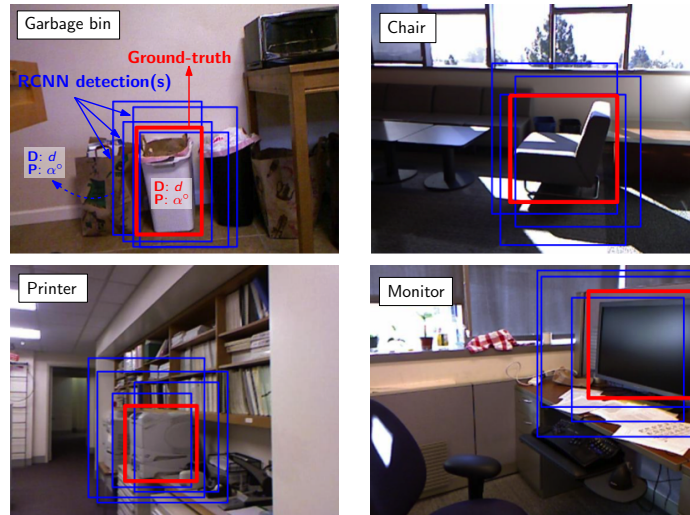 Garbage bin
Ground-truth
RCNN detection(s)
D: d
P: α°
D: d
P: α°
Chair
Printer
Monitor